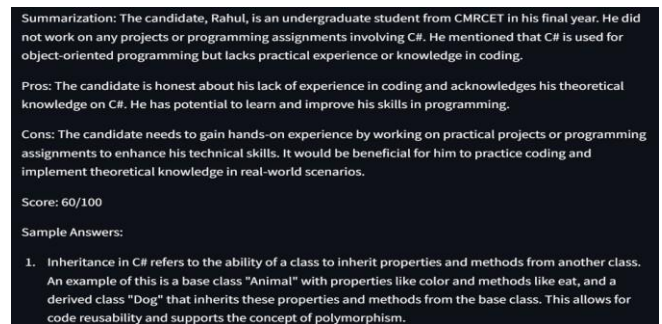 Summarization: The candidate, Rahul, is an undergraduate student from CMRCET in his final year. He did
not work on any projects or programming assignments involving C#. He mentioned that C# is used for
object-oriented programming but lacks practical experience or knowledge in coding.
Pros: The candidate is honest about his lack of experience in coding and acknowledges his theoretical
knowledge on C#. He has potential to learn and improve his skills in programming.
Cons: The candidate needs to gain hands-on experience by working on practical projects or programming
assignments to enhance his technical skills. It would be beneficial for him to practice coding and
implement theoretical knowledge in real-world scenarios.
Score: 60/100
Sample Answers:
1. Inheritance in C# refers to the ability of a class to inherit properties and methods from another class.
An example of this is a base class "Animal" with properties like color and methods like eat, and a
derived class "Dog" that inherits these properties and methods from the base class. This allows for
code reusability and supports the concept of polymorphism.